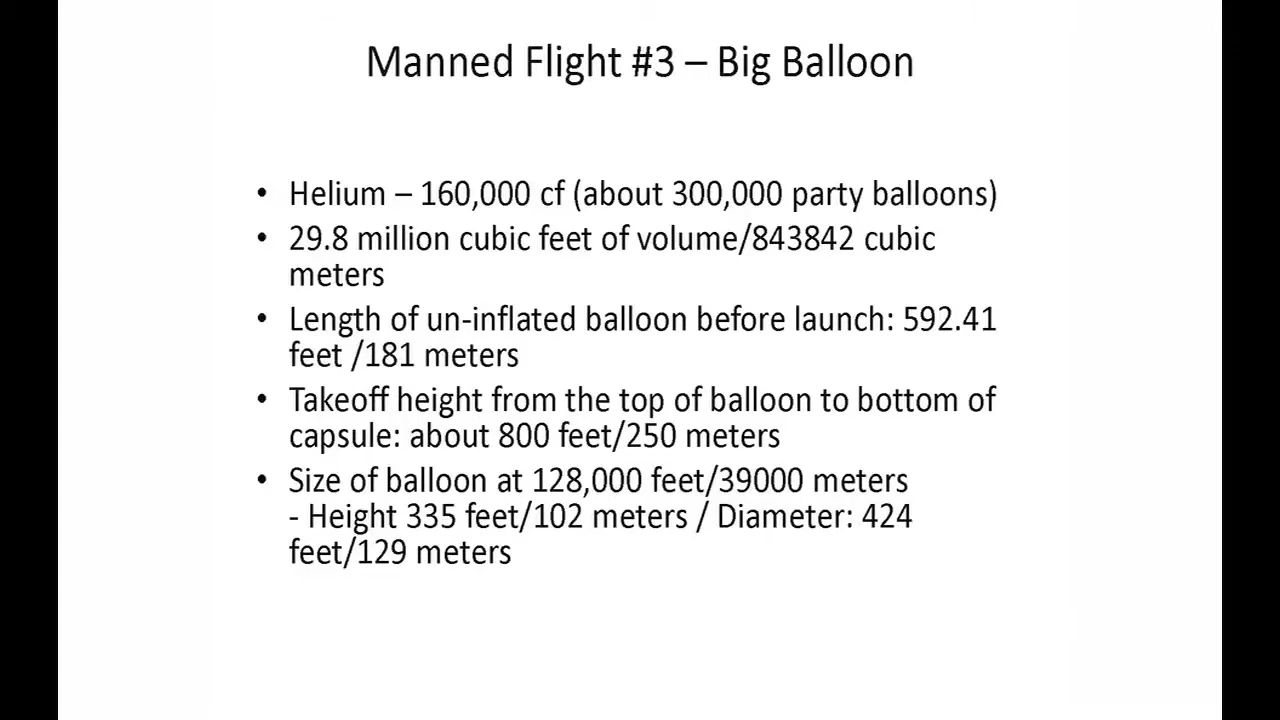 Manned Flight #3 – Big Balloon
• Helium – 160,000 cf (about 300,000 party balloons)
• 29.8 million cubic feet of volume/843842 cubic
meters
• Length of un-inflated balloon before launch: 592.41
feet /181 meters
• Takeoff height from the top of balloon to bottom of
capsule: about 800 feet/250 meters
• Size of balloon at 128,000 feet/39000 meters
- Height 335 feet/102 meters / Diameter: 424
feet/129 meters